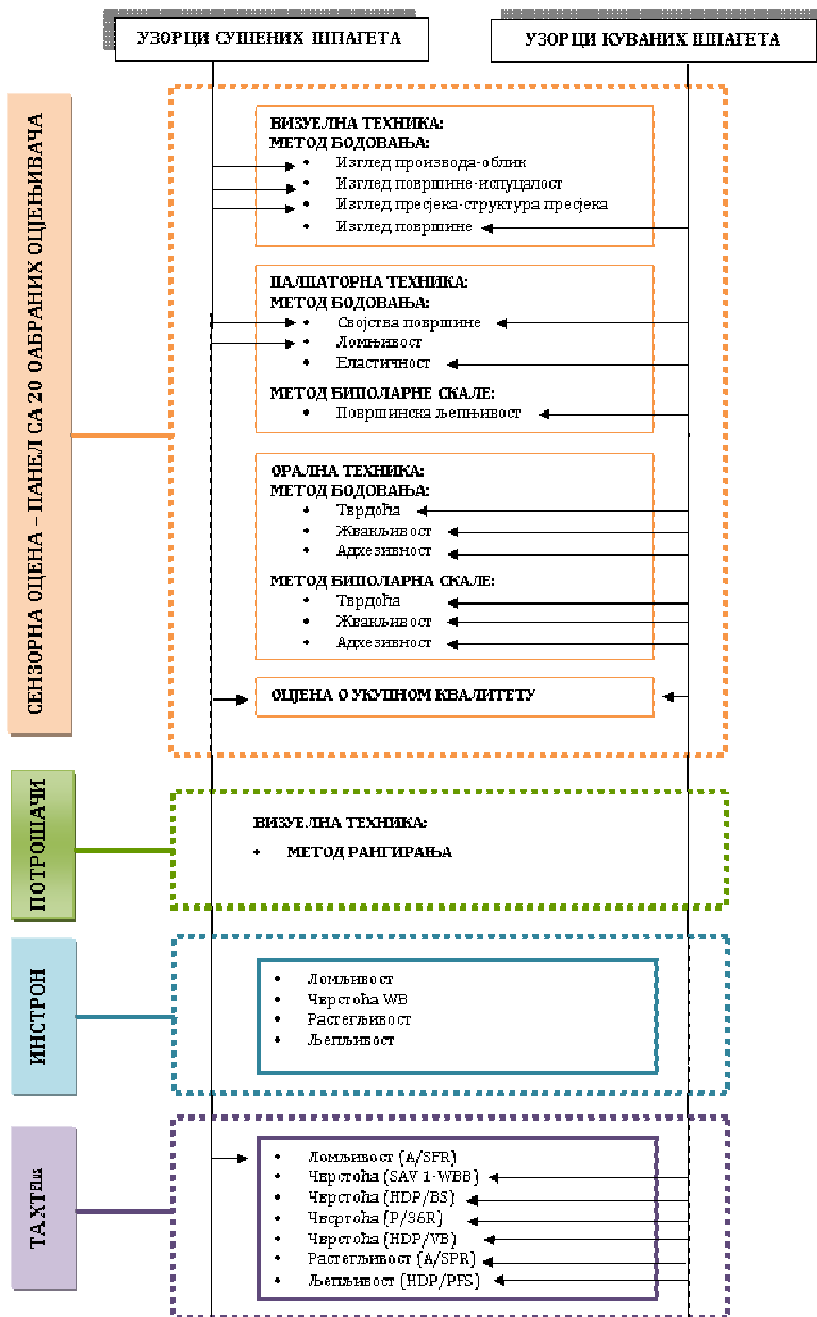 УЗОРЦИ СУШЕНИХ ШПАГЕТА
УЗОРЦИ КУВАНИХ ШПАГЕТА
СЕНЗОРНА ОЦЕНА – ПАНЕЛ СА 20 ОАБРАНИХ ОЦЈЕЊИВАЧА
ВИЗУЕЛНА ТЕХНИКА:
МЕТОД БОДОВАЊА:
• Изглед производа-облик
• Изглед површине-испуцалост
• Изглед пресјека-структура пресјека
• Изглед површине
ПАЛПАТОРНА ТЕХНИКА:
МЕТОД БОДОВАЊА:
• Својства површине
• Ломљивост
• Еластичност
МЕТОД БИПОЛАРНЕ СКАЛЕ:
• Површинска љепљивост
ОРАЛНА ТЕХНИКА:
МЕТОД БОДОВАЊА:
• Тврдоћа
• Жвакљивост
• Адхезивност
МЕТОД БИПОЛАРНА СКАЛЕ:
• Тврдоћа
• Жвакљивост
• Адхезивност
ОЦЈЕНА О УКУПНОМ КВАЛИТЕТУ
ПОТРОШАЧИ
ВИЗУЕЛНА ТЕХНИКА:
• МЕТОД РАНГИРАЊА
ИНСТРОН
• Ломљивост
• Чврстоћа WB
• Растегљивост
• Љепљивост
TAXTPlus
• Ломљивост (A/SFR)
• Чврстоћа (SAV 1-WBB)
• Чврстоћа (HDP/BS)
• Чвсртоћа (P/36R)
• Чврстоћа (HDP/VB)
• Растегљивост (A/SPR)
• Љепљивост (HDP/PFS)